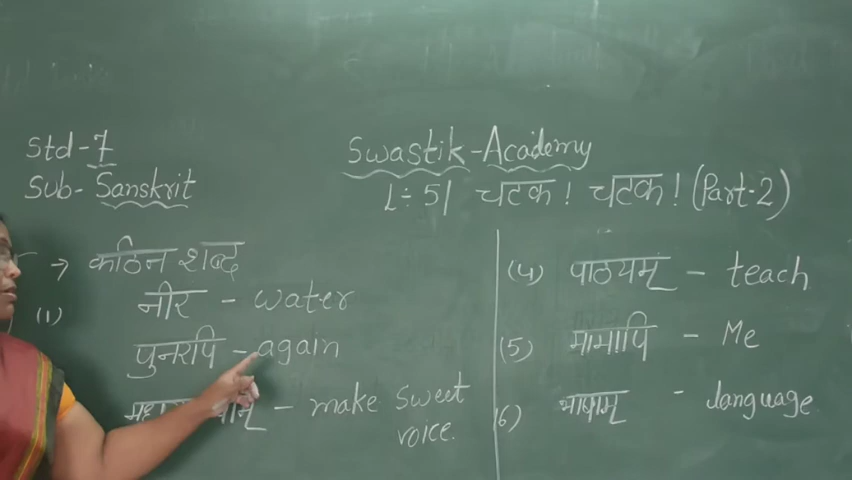 Std-7
Sub- Sanskrit
Swastik-Academy
L÷5| चटक ! चटक ! (Part-2)
→ कठिन शब्द
(1) नीर - water
पुनरपि - again
- make sweet voice.
(4) पाठयम् - teach
(5) मामापि - Me
(6) भाषाम् - language